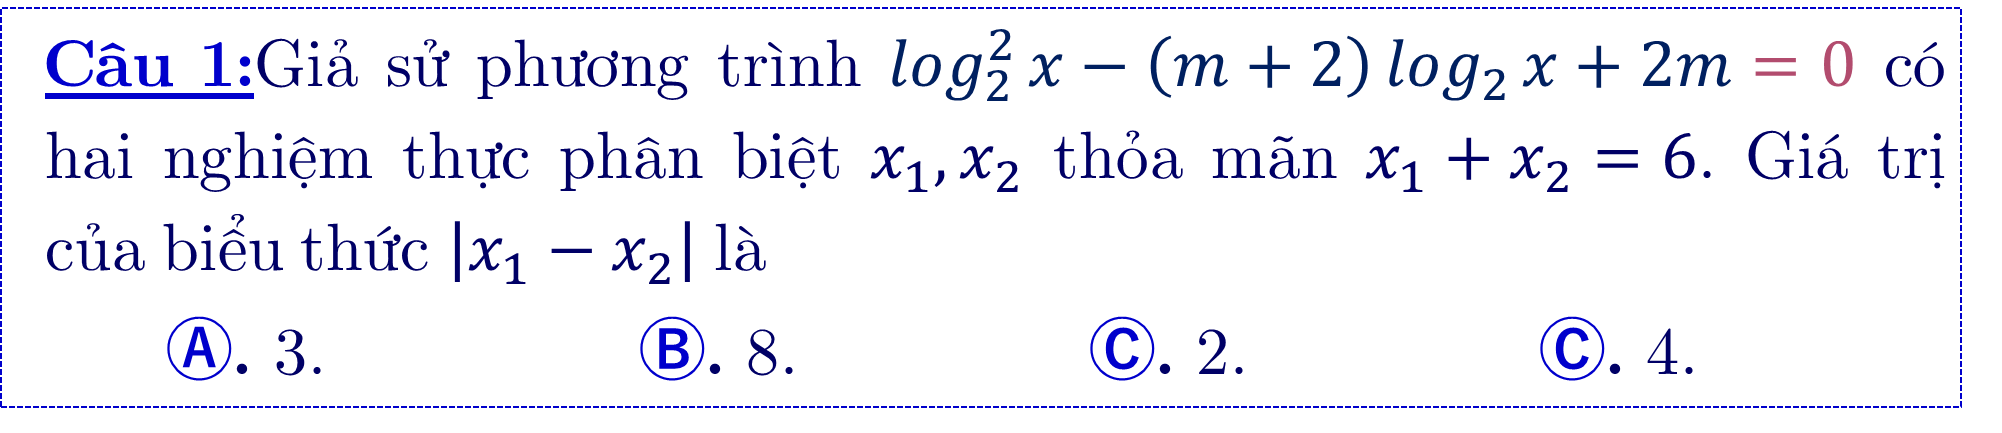 Câu 1:Giả sử phương trình $log_2^2 x - (m + 2) log_2 x + 2m = 0$ có
hai nghiệm thực phân biệt $x_1, x_2$ thỏa mãn $x_1 + x_2 = 6$. Giá trị
của biểu thức $|x_1 - x_2|$ là
Ⓐ. 3. Ⓑ. 8. Ⓒ. 2. Ⓒ. 4.